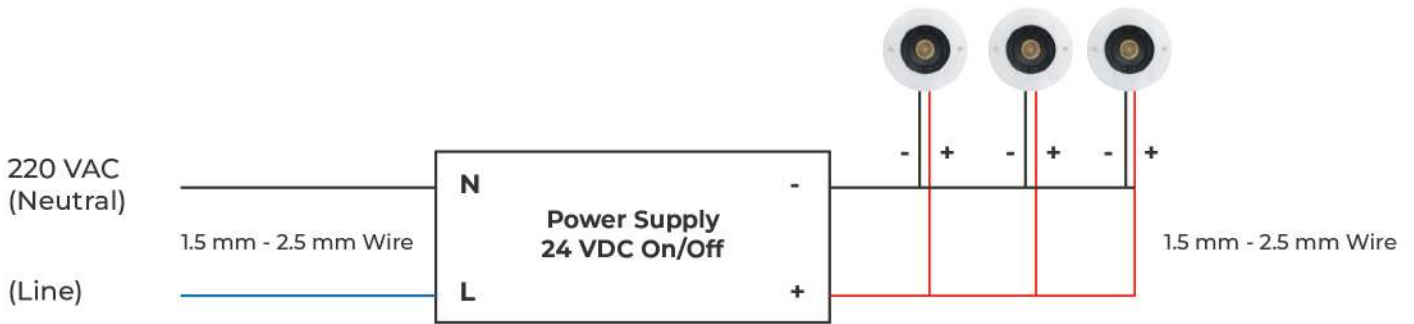 - + - + - +
220 VAC
(Neutral)
N -
Power Supply
24 VDC On/Off
1.5 mm - 2.5 mm Wire
1.5 mm - 2.5 mm Wire
(Line)
L +